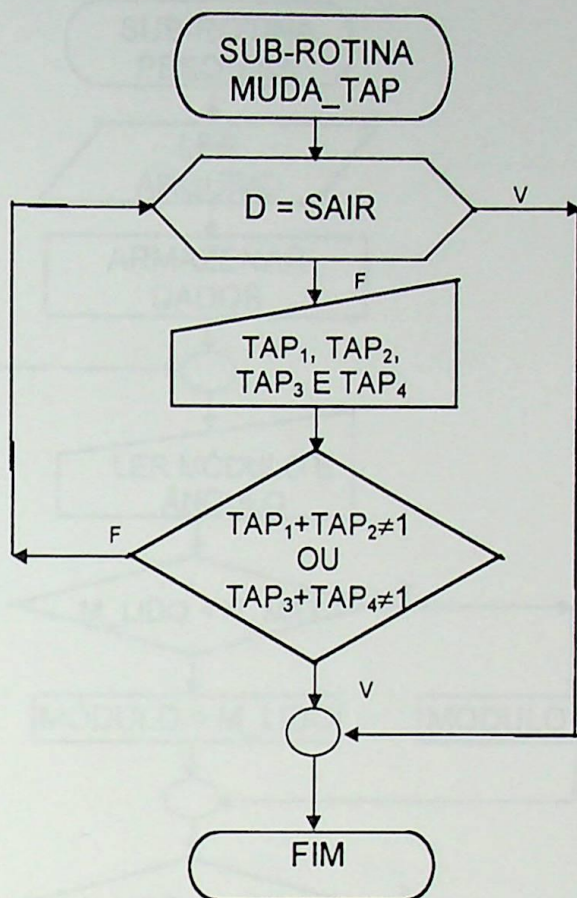 SUB-ROTINA
MUDA_TAP
D = SAIR
V
F
TAP₁, TAP₂,
TAP₃ E TAP₄
TAP₁+TAP₂≠1
OU
TAP₃+TAP₄≠1
F
V
FIM